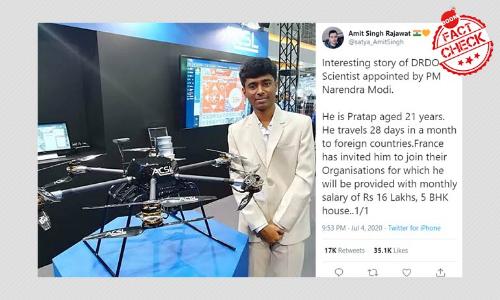 ACSL
ACSL
Amit Singh Rajawat
@satya_AmitSingh
BOOM
FACT
CHECK
Interesting story of DRDO
Scientist appointed by PM
Narendra Modi.
He is Pratap aged 21 years.
He travels 28 days in a month
to foreign countries.France
has invited him to join their
Organisations for which he
will be provided with monthly
salary of Rs 16 Lakhs, 5 BHK
house..1/1
9:53 PM · Jul 4, 2020 · Twitter for iPhone
17K Retweets 35.1K Likes